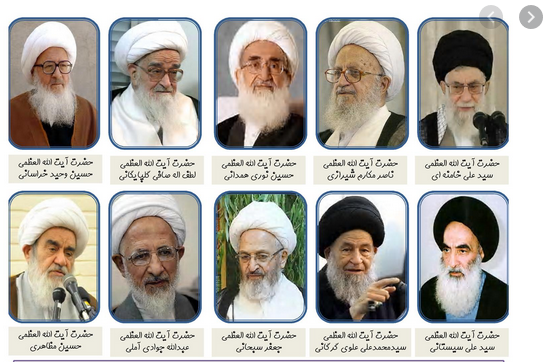 حضرت آیت الله العظمی
سید علی خامنه ای
حضرت آیت الله العظمی
ناصر مکارم شیرازی
حضرت آیت الله العظمی
حسین نوری همدانی
حضرت آیت الله العظمی
لطف اله صافی گلپایگانی
حضرت آیت الله العظمی
حسین وحید خراسانی
حضرت آیت الله العظمی
سید علی سیستانی
حضرت آیت الله العظمی
سیدمحمدعلی علوی گرگانی
حضرت آیت الله العظمی
جعفر سبحانی
حضرت آیت الله العظمی
عبدالله جوادی آملی
حضرت آیت الله العظمی
حسین مظاهری